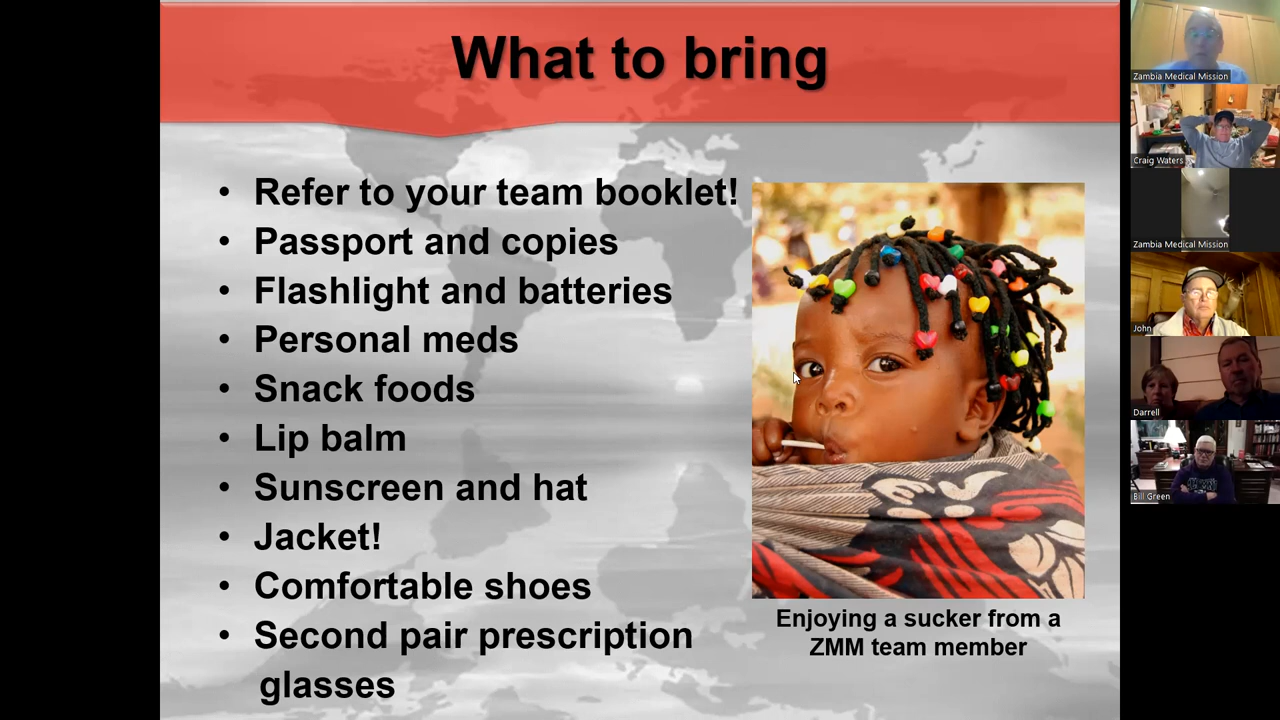 What to bring
• Refer to your team booklet!
• Passport and copies
• Flashlight and batteries
• Personal meds
• Snack foods
• Lip balm
• Sunscreen and hat
• Jacket!
• Comfortable shoes
• Second pair prescription
glasses
Enjoying a sucker from a
ZMM team member
Zambia Medical Mission
Craig Waters
Zambia Medical Mission
John
Darrell
Bill Green